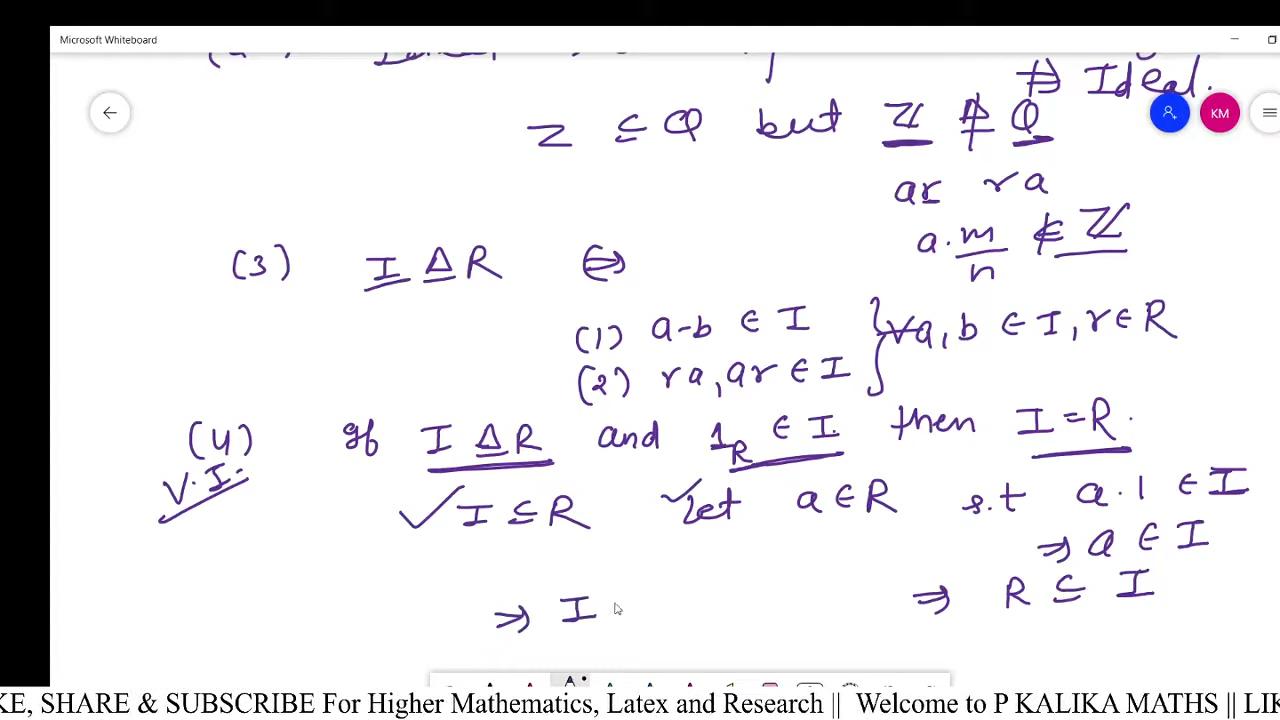 Microsoft Whiteboard
⇏ Ideal.
Z ⊆ Q but ℤ ⋬ Q
KM
ar ra
a·m/n ∉ ℤ
(3) I Δ R ⇔
(1) a-b ∈ I } ∀a, b ∈ I, r ∈ R
(2) ra, ar ∈ I
(4) If I Δ R and 1_R ∈ I. then I = R.
V.I:-
✓ I ⊆ R ✓ Let a ∈ R s.t a.1 ∈ I
⇒ a ∈ I
⇒ R ⊆ I
⇒ I
KE, SHARE & SUBSCRIBE For Higher Mathematics, Latex and Research || Welcome to P KALIKA MATHS || LIK